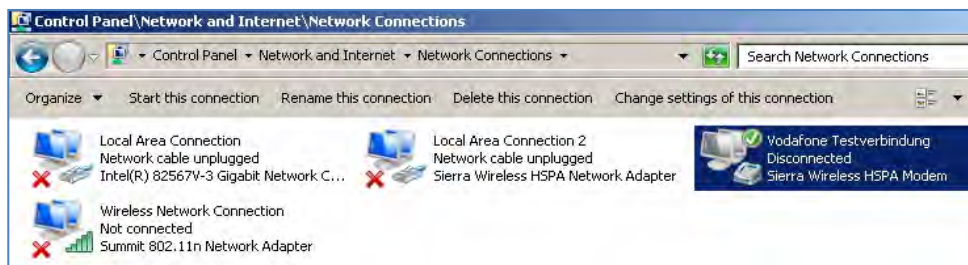 Control Panel\Network and Internet\Network Connections
Control Panel Network and Internet Network Connections Search Network Connections
Organize Start this connection Rename this connection Delete this connection Change settings of this connection
Local Area Connection
Network cable unplugged
Intel(R) 82567V-3 Gigabit Network C...
Local Area Connection 2
Network cable unplugged
Sierra Wireless HSPA Network Adapter
Vodafone Testverbindung
Disconnected
Sierra Wireless HSPA Modem
Wireless Network Connection
Not connected
Summit 802.11n Network Adapter